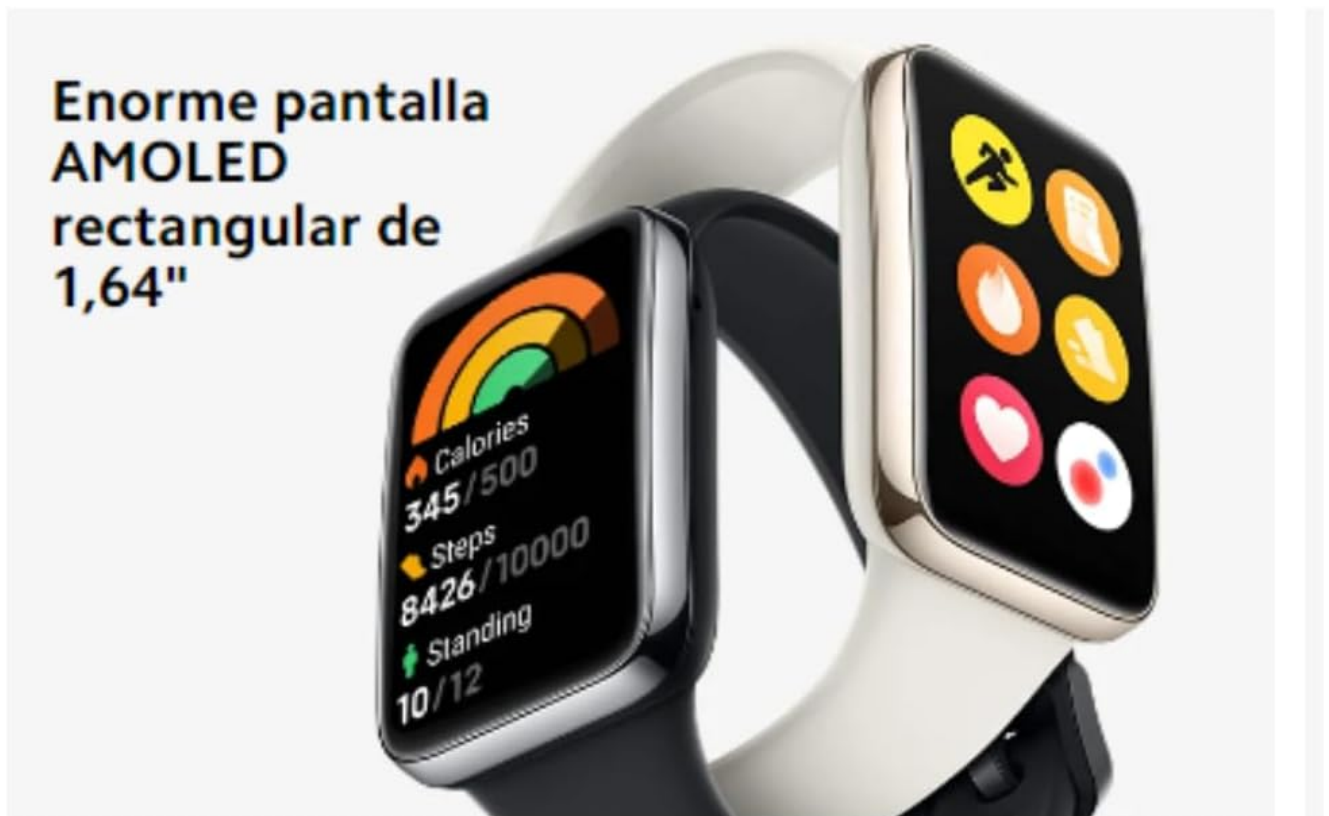 Enorme pantalla
AMOLED
rectangular de
1,64"
Calories
345/500
Steps
8426/10000
Standing
10/12